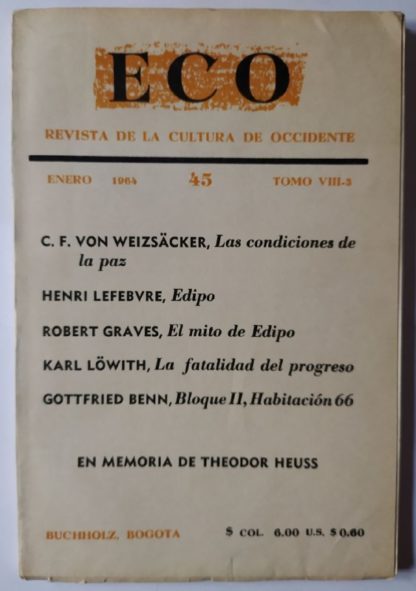 ECO
REVISTA DE LA CULTURA DE OCCIDENTE
ENERO 1964 45 TOMO VIII-3
C. F. VON WEIZSÄCKER, Las condiciones de
la paz
HENRI LEFEBVRE, Edipo
ROBERT GRAVES, El mito de Edipo
KARL LÖWITH, La fatalidad del progreso
GOTTFRIED BENN, Bloque II, Habitación 66
EN MEMORIA DE THEODOR HEUSS
BUCHHOLZ, BOGOTA $ COL. 6.00 U.S. $ 0.60